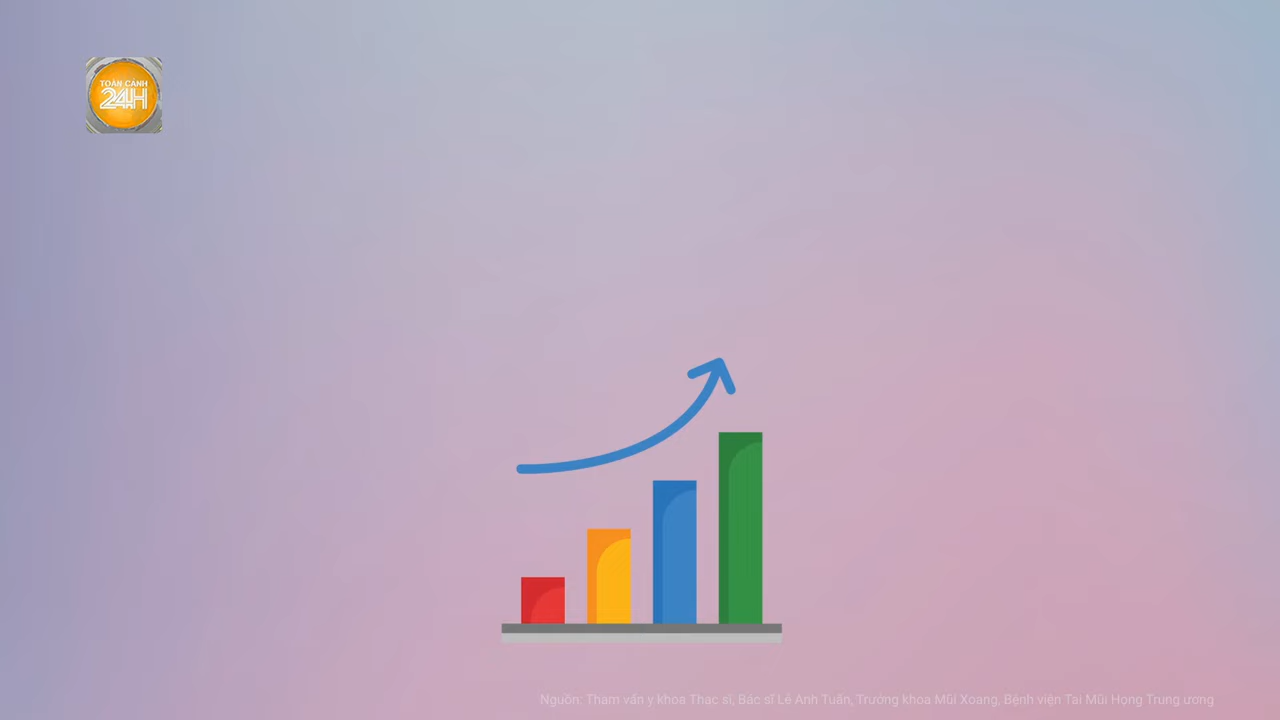 TOÀN CẢNH
24H
Nguồn: Tham vấn y khoa Thạc sĩ, Bác sĩ Lê Anh Tuấn, Trưởng khoa Mũi Xoang, Bệnh viện Tai Mũi Họng Trung ương